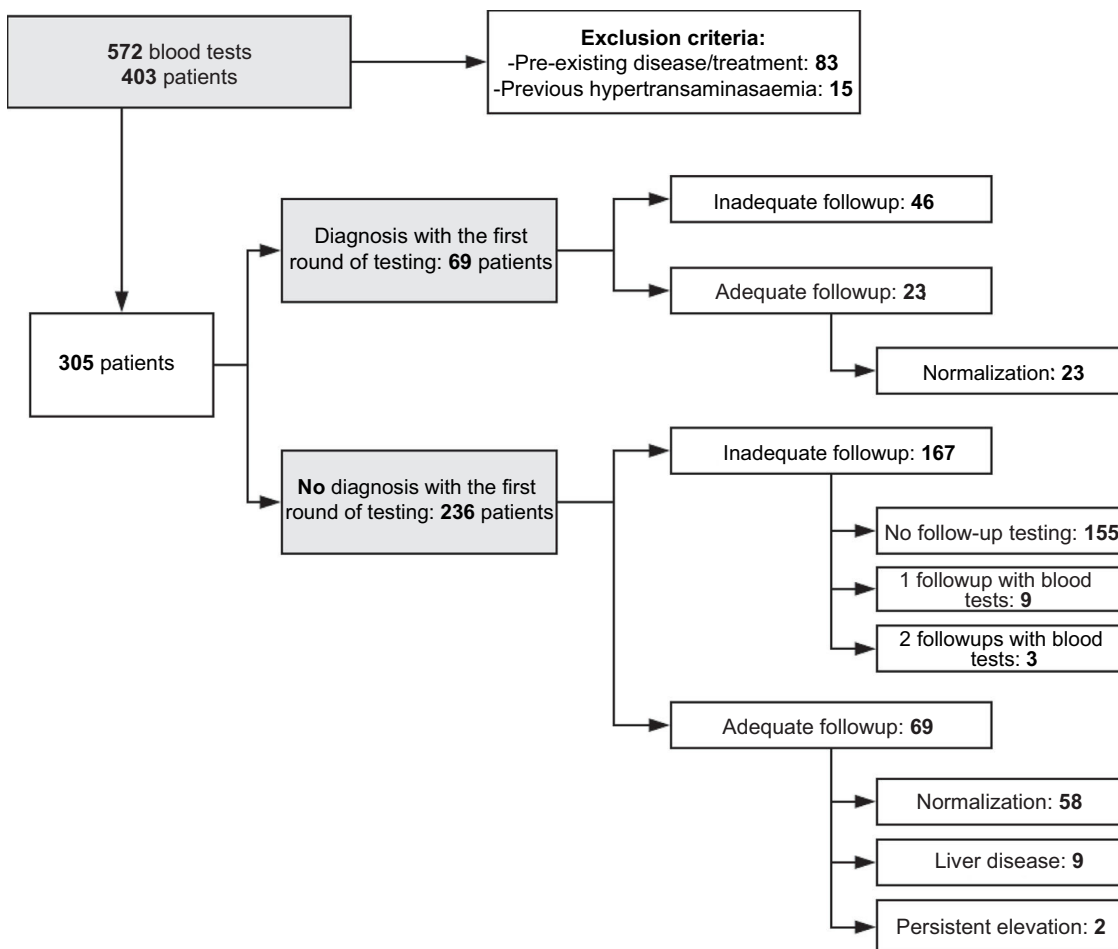 572 blood tests
403 patients
Exclusion criteria:
-Pre-existing disease/treatment: 83
-Previous hypertransaminasaemia: 15
Diagnosis with the first
round of testing: 69 patients
Inadequate followup: 46
Adequate followup: 23
Normalization: 23
305 patients
No diagnosis with the first
round of testing: 236 patients
Inadequate followup: 167
No follow-up testing: 155
1 followup with blood
tests: 9
2 followups with blood
tests: 3
Adequate followup: 69
Normalization: 58
Liver disease: 9
Persistent elevation: 2